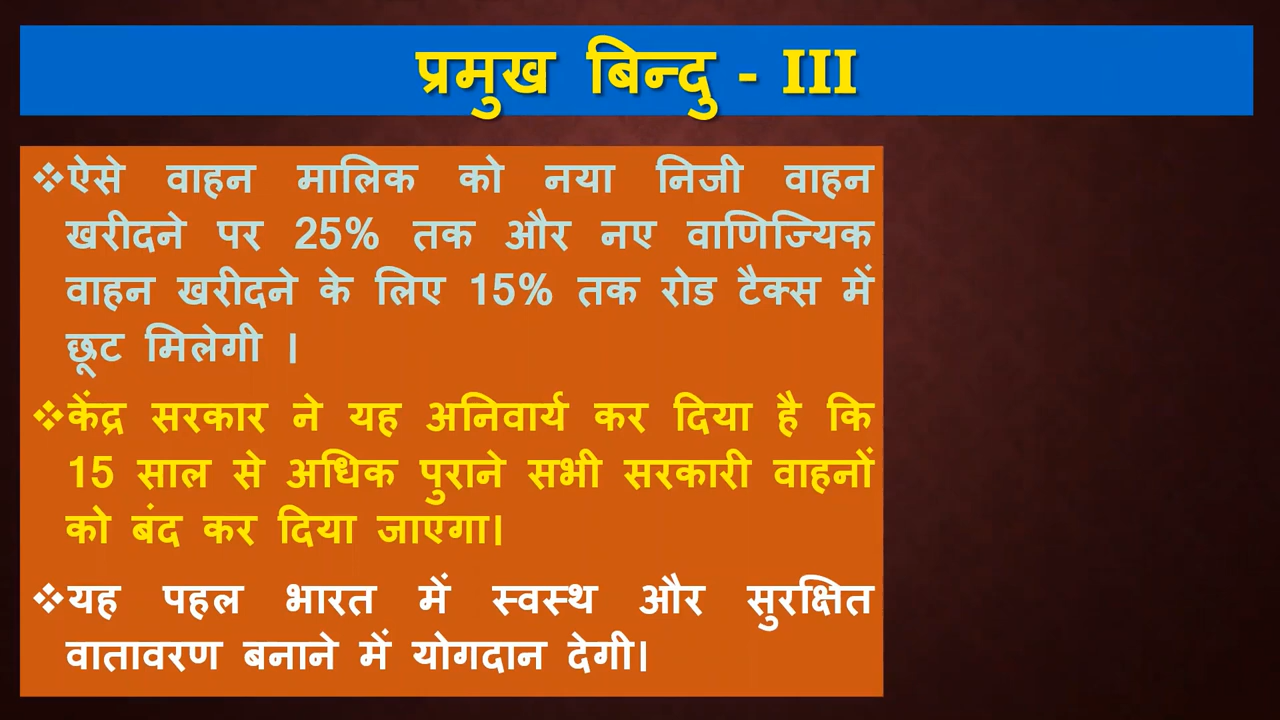 प्रमुख बिन्दु - III
❖ऐसे वाहन मालिक को नया निजी वाहन
खरीदने पर 25% तक और नए वाणिज्यिक
वाहन खरीदने के लिए 15% तक रोड टैक्स में
छूट मिलेगी ।
❖केंद्र सरकार ने यह अनिवार्य कर दिया है कि
15 साल से अधिक पुराने सभी सरकारी वाहनों
को बंद कर दिया जाएगा।
❖यह पहल भारत में स्वस्थ और सुरक्षित
वातावरण बनाने में योगदान देगी।